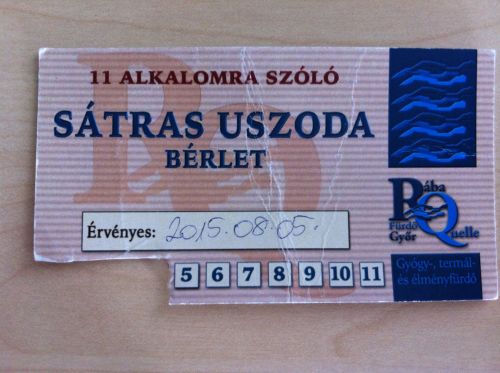 11 ALKALOMRA SZÓLÓ
SÁTRAS USZODA
BÉRLET
Érvényes: 2015.08.05.
5 6 7 8 9 10 11
Rába
Quelle
Fürdő
Győr
Gyógy-, termál-
és élményfürdő